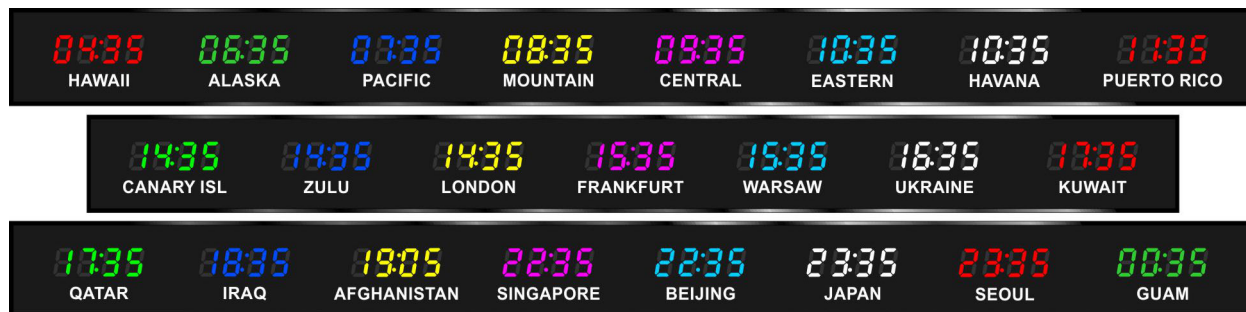 04:35 06:35 07:35 08:35 09:35 10:35 10:35 11:35
HAWAII ALASKA PACIFIC MOUNTAIN CENTRAL EASTERN HAVANA PUERTO RICO
14:35 14:35 14:35 15:35 15:35 16:35 17:35
CANARY ISL ZULU LONDON FRANKFURT WARSAW UKRAINE KUWAIT
17:35 18:35 19:05 22:35 22:35 23:35 23:35 00:35
QATAR IRAQ AFGHANISTAN SINGAPORE BEIJING JAPAN SEOUL GUAM